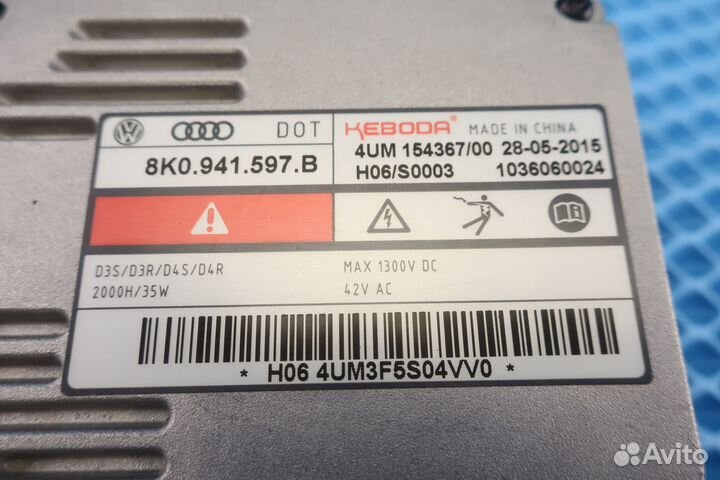 DOT KEBODA MADE IN CHINA
8K0.941.597.B 4UM 154367/00 28-05-2015
H06/S0003 1036060024
D3S/D3R/D4S/D4R MAX 1300V DC
2000H/35W 42V AC
* H06 4UM3F5S04VV0 *
Avito